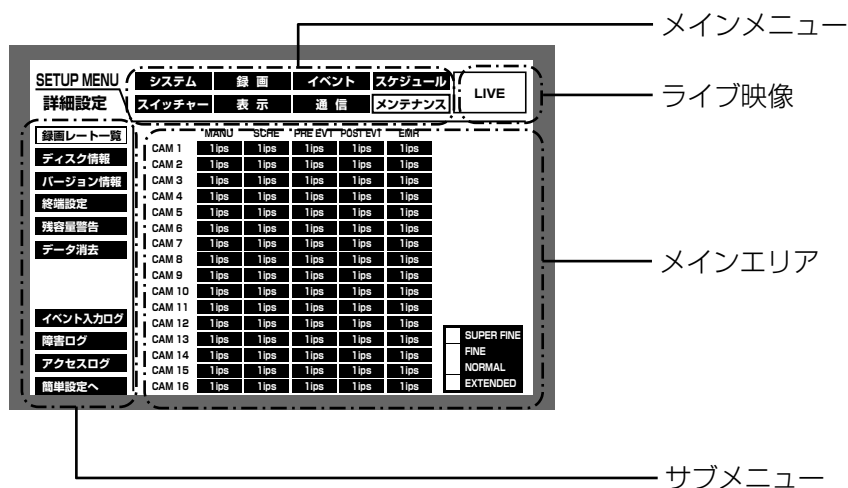 メインメニュー
SETUP MENU
詳細設定
システム 録 画 イベント スケジュール
スイッチャー 表 示 通 信 メンテナンス
LIVE
ライブ映像
録画レート一覧
ディスク情報
バージョン情報
終端設定
残容量警告
データ消去
イベント入力ログ
障害ログ
アクセスログ
簡単設定へ
MANU SCHE PRE EVT POST EVT EMR
CAM 1 1ips 1ips 1ips 1ips 1ips
CAM 2 1ips 1ips 1ips 1ips 1ips
CAM 3 1ips 1ips 1ips 1ips 1ips
CAM 4 1ips 1ips 1ips 1ips 1ips
CAM 5 1ips 1ips 1ips 1ips 1ips
CAM 6 1ips 1ips 1ips 1ips 1ips
CAM 7 1ips 1ips 1ips 1ips 1ips
CAM 8 1ips 1ips 1ips 1ips 1ips
CAM 9 1ips 1ips 1ips 1ips 1ips
CAM 10 1ips 1ips 1ips 1ips 1ips
CAM 11 1ips 1ips 1ips 1ips 1ips
CAM 12 1ips 1ips 1ips 1ips 1ips
CAM 13 1ips 1ips 1ips 1ips 1ips
CAM 14 1ips 1ips 1ips 1ips 1ips
CAM 15 1ips 1ips 1ips 1ips 1ips
CAM 16 1ips 1ips 1ips 1ips 1ips
SUPER FINE
FINE
NORMAL
EXTENDED
メインエリア
サブメニュー